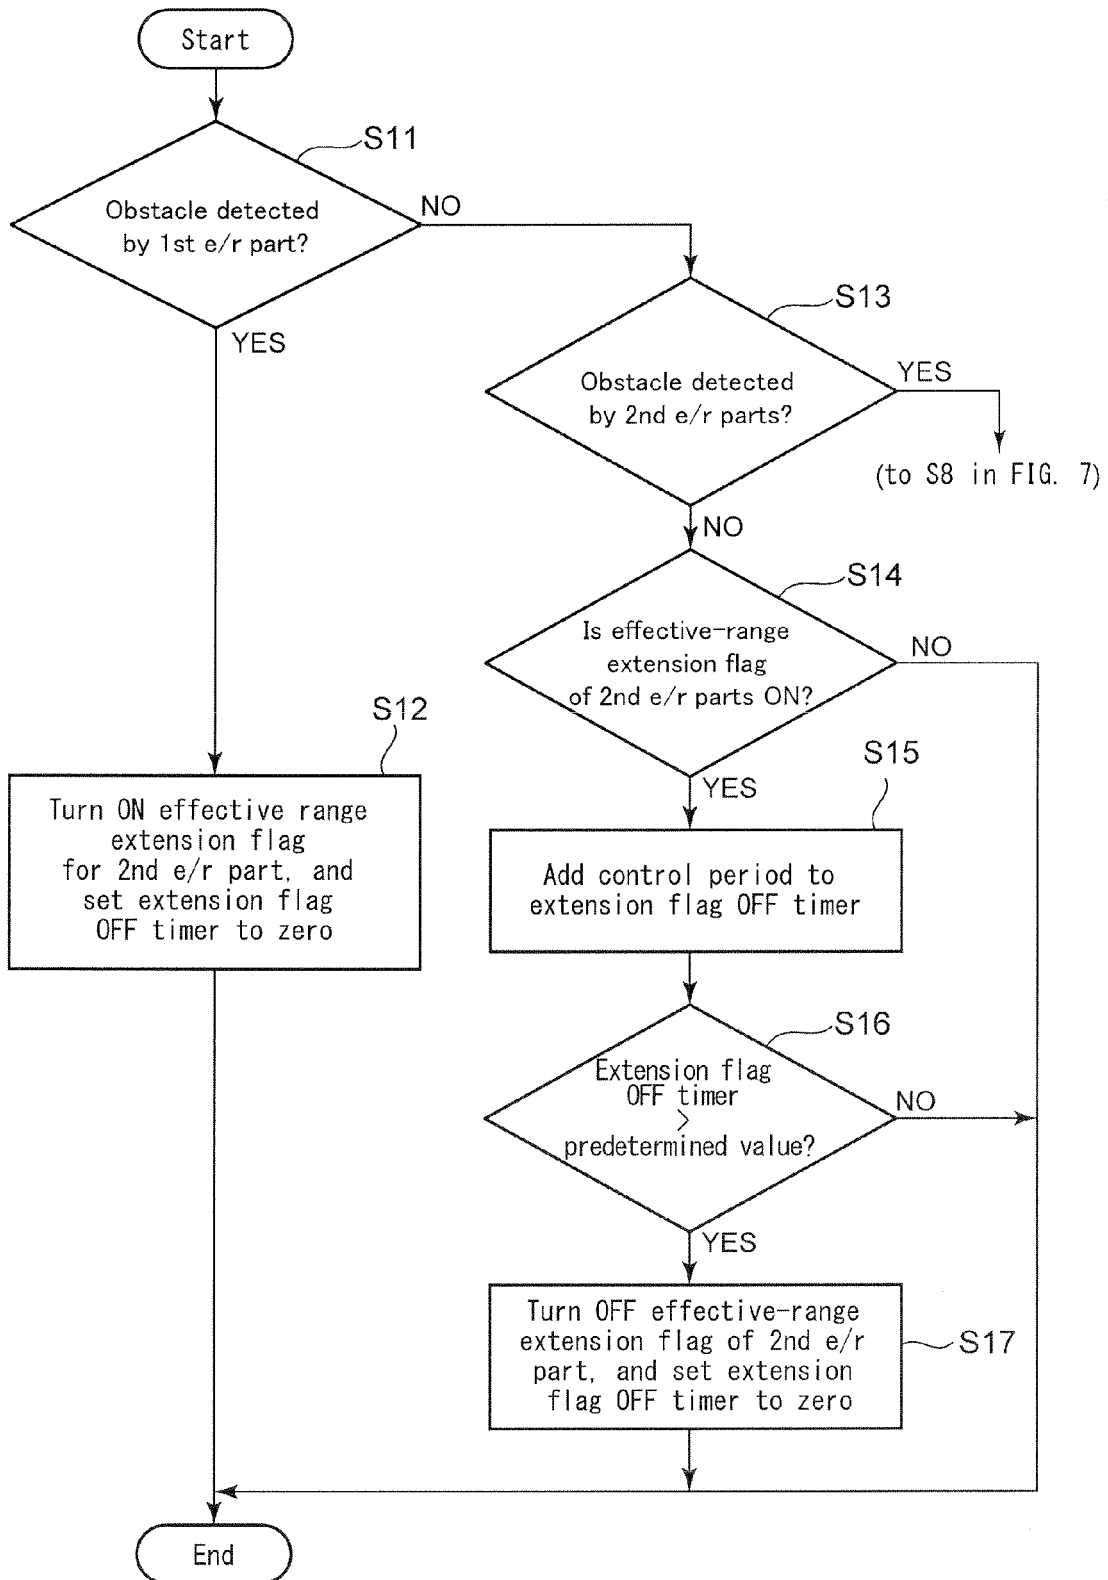 Start
S11
Obstacle detected
by 1st e/r part?
NO
YES
S13
Obstacle detected
by 2nd e/r parts?
YES
(to S8 in FIG. 7)
NO
S14
Is effective-range
extension flag
of 2nd e/r parts ON?
NO
YES
S12
Turn ON effective range
extension flag
for 2nd e/r part, and
set extension flag
OFF timer to zero
S15
Add control period to
extension flag OFF timer
S16
Extension flag
OFF timer
>
predetermined value?
NO
YES
S17
Turn OFF effective-range
extension flag of 2nd e/r
part, and set extension
flag OFF timer to zero
End